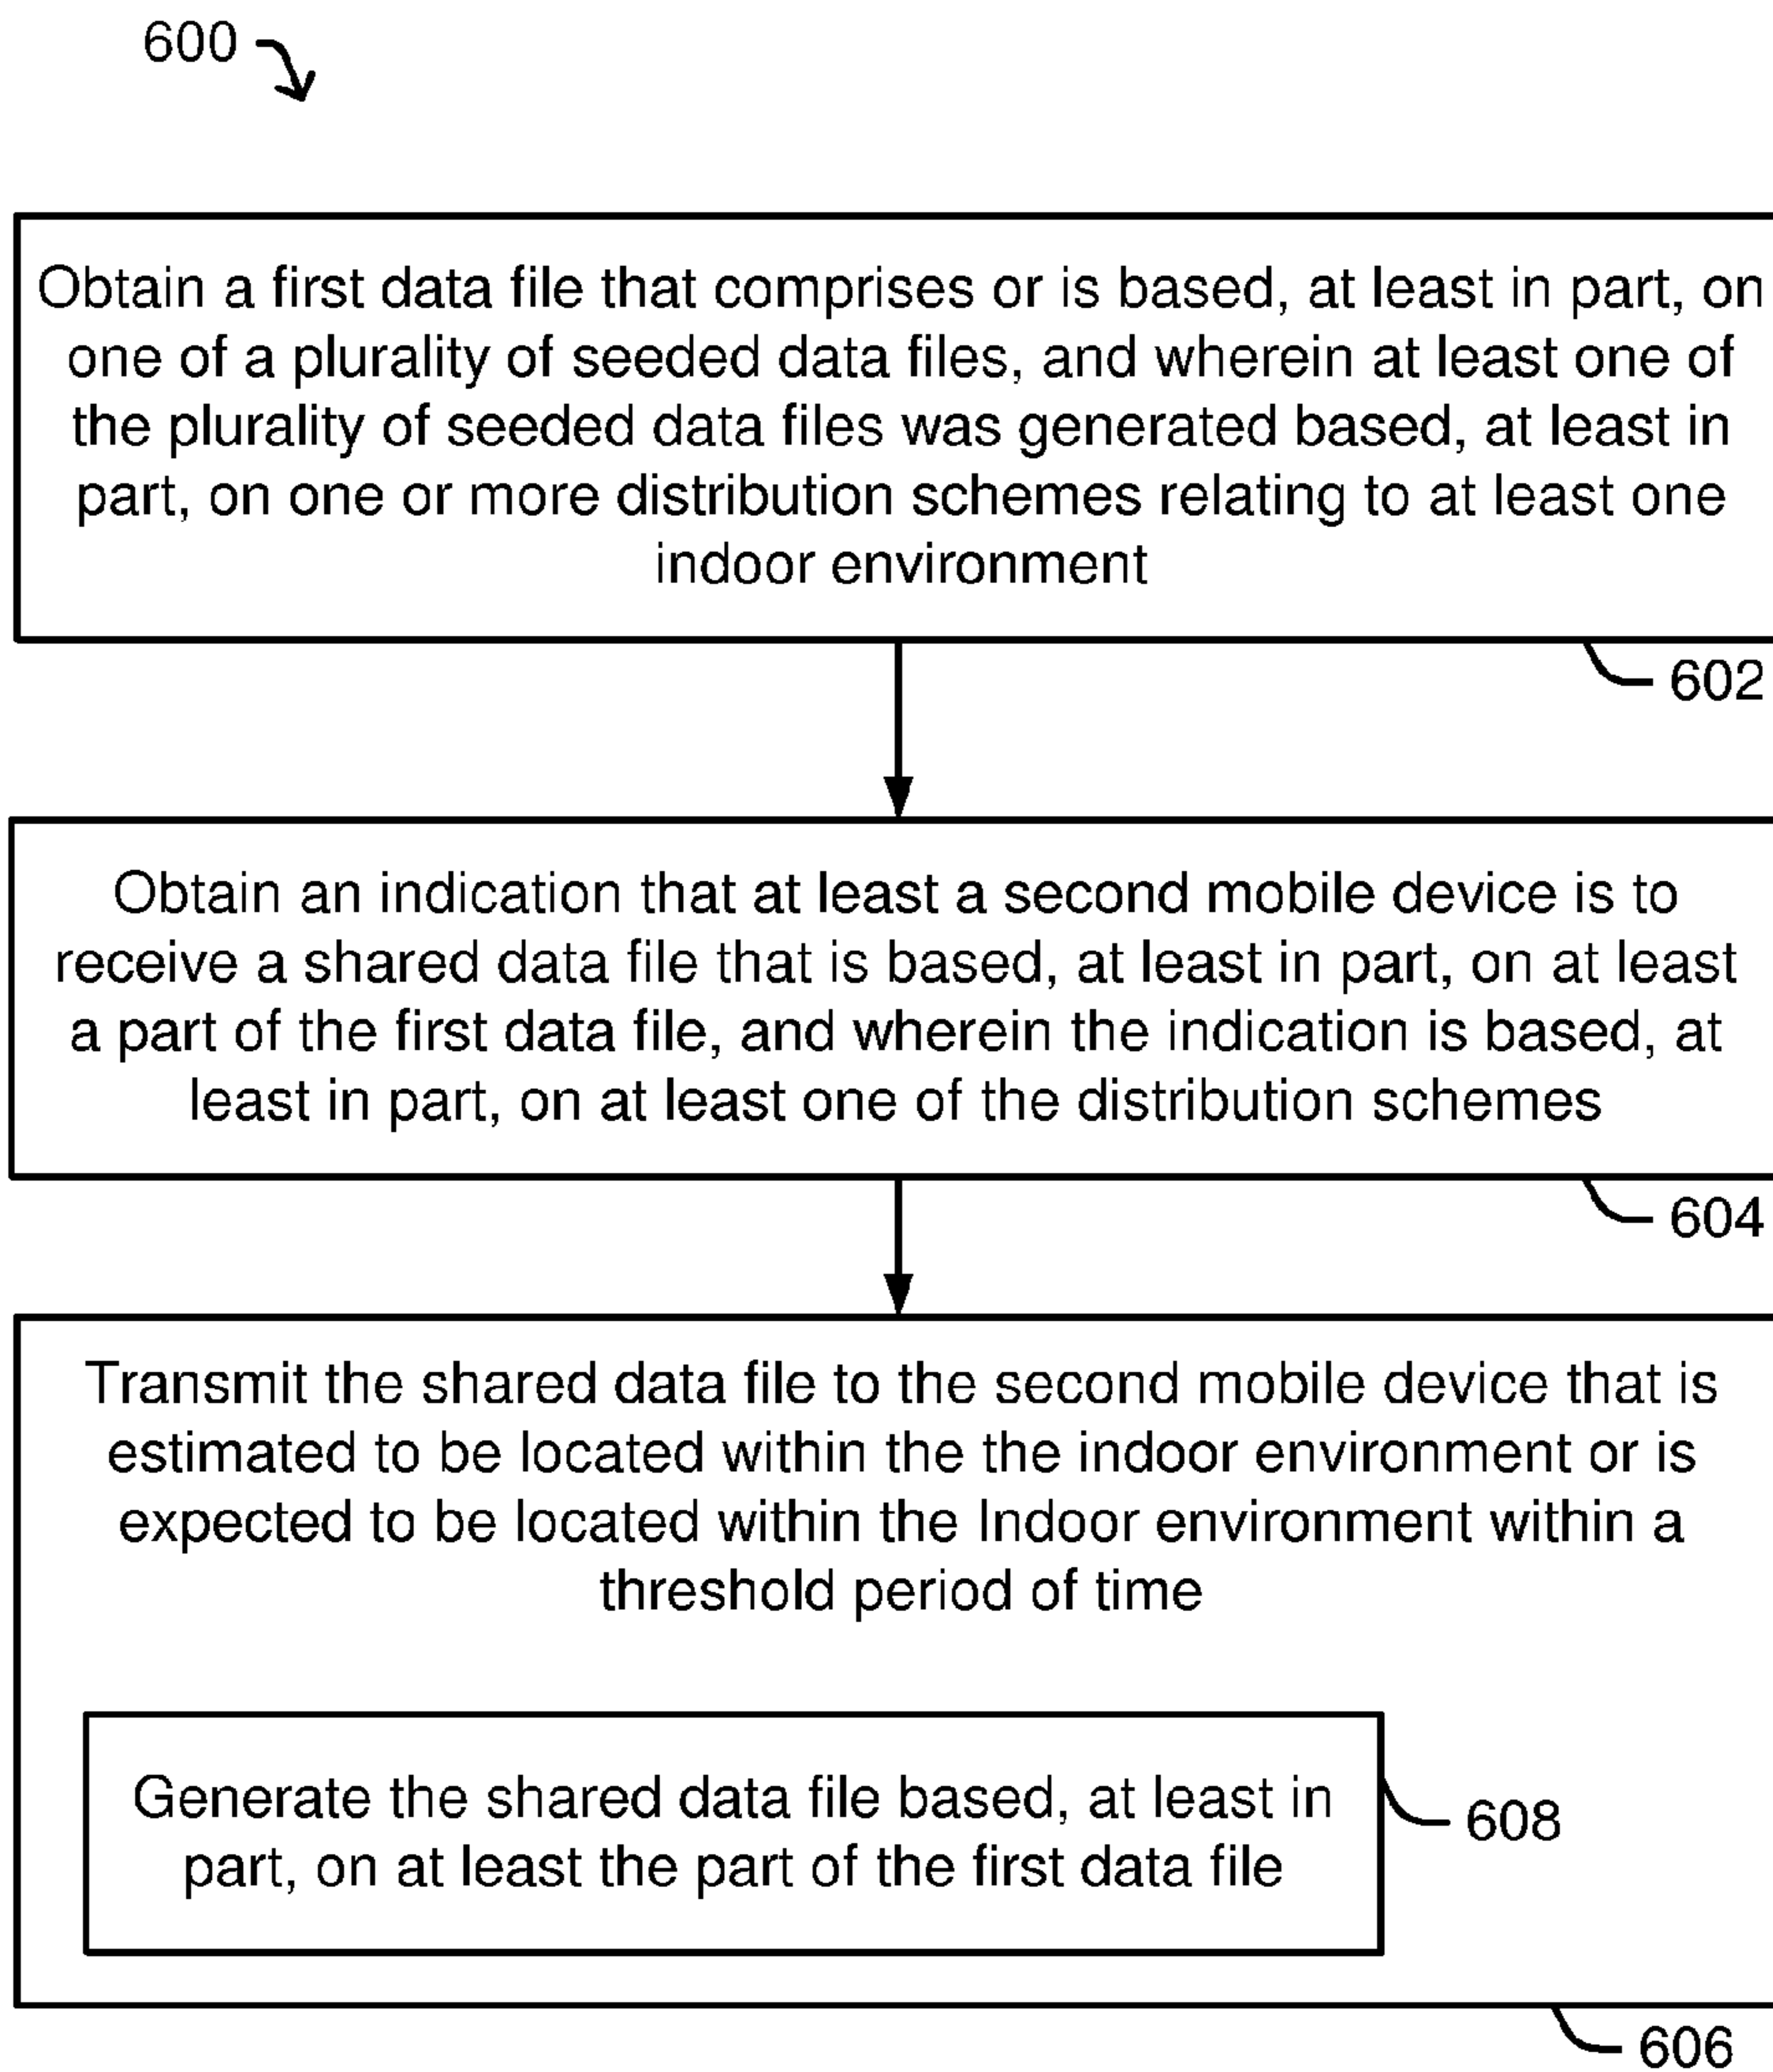 600
Obtain a first data file that comprises or is based, at least in part, on
one of a plurality of seeded data files, and wherein at least one of
the plurality of seeded data files was generated based, at least in
part, on one or more distribution schemes relating to at least one
indoor environment
602
Obtain an indication that at least a second mobile device is to
receive a shared data file that is based, at least in part, on at least
a part of the first data file, and wherein the indication is based, at
least in part, on at least one of the distribution schemes
604
Transmit the shared data file to the second mobile device that is
estimated to be located within the the indoor environment or is
expected to be located within the Indoor environment within a
threshold period of time
Generate the shared data file based, at least in
part, on at least the part of the first data file
608
606